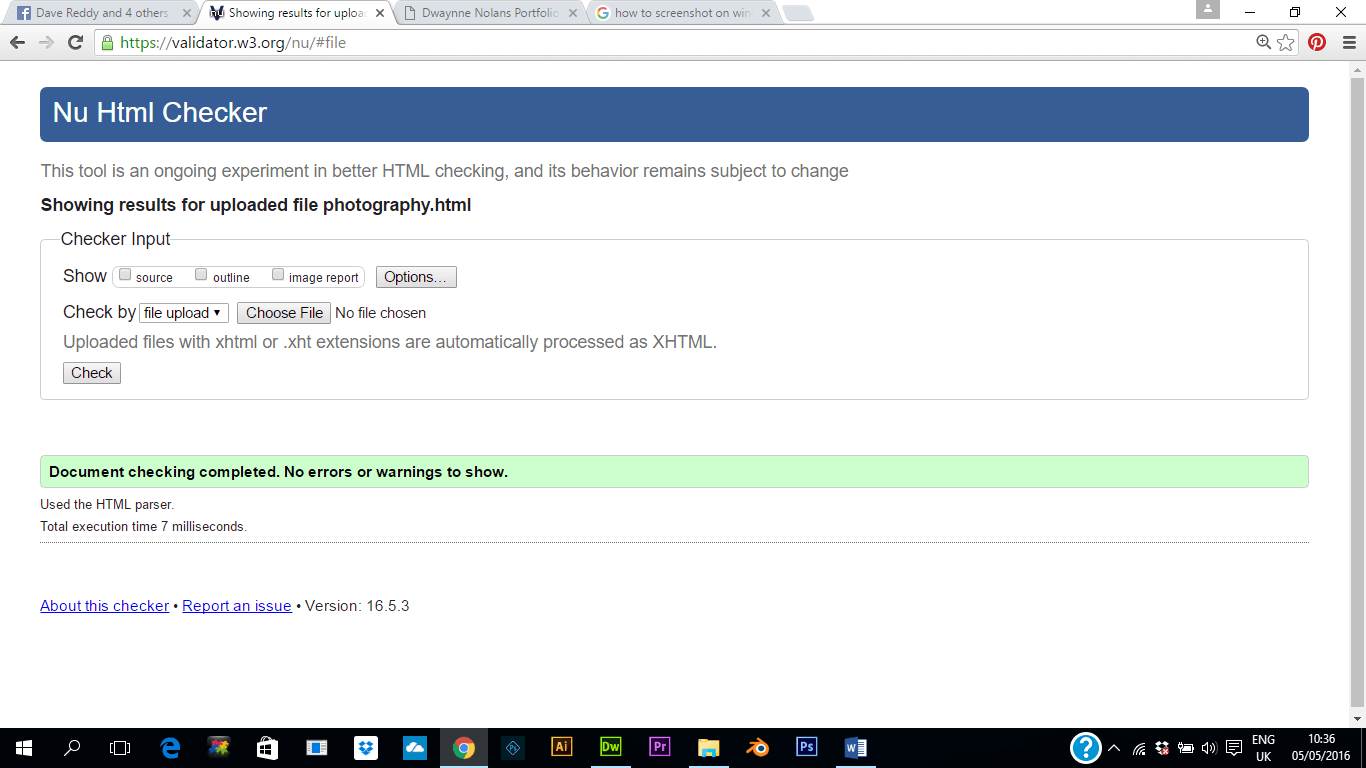 Dave Reddy and 4 others
Showing results for uploa
Dwaynne Nolans Portfolio
how to screenshot on win
https://validator.w3.org/nu/#file
Nu Html Checker
This tool is an ongoing experiment in better HTML checking, and its behavior remains subject to change
Showing results for uploaded file photography.html
Checker Input
Show source outline image report Options...
Check by file upload Choose File No file chosen
Uploaded files with xhtml or .xht extensions are automatically processed as XHTML.
Check
Document checking completed. No errors or warnings to show.
Used the HTML parser.
Total execution time 7 milliseconds.
About this checker • Report an issue • Version: 16.5.3
Ai Dw Pr Ps
ENG
UK
10:36
05/05/2016